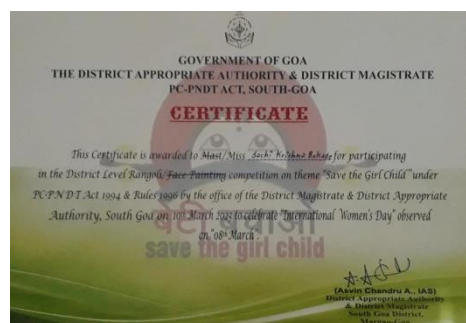 GOVERNMENT OF GOA
THE DISTRICT APPROPRIATE AUTHORITY & DISTRICT MAGISTRATE
PC-PNDT ACT, SOUTH-GOA
CERTIFICATE
This Certificate is awarded to Mast/Miss Krishna for participating
in the District Level Rangoli/Face Painting competition on theme "Save the Girl Child" under
PC-PNDT Act 1994 & Rules 1996 by the office of the District Magistrate & District Appropriate
Authority, South Goa on 10th March 2023 to celebrate "International Women's Day" observed
on "08th March".
save the girl child
(Asvin Chandru A., IAS)
District Appropriate Authority
& District Magistrate
South Goa District,
Margao-Goa